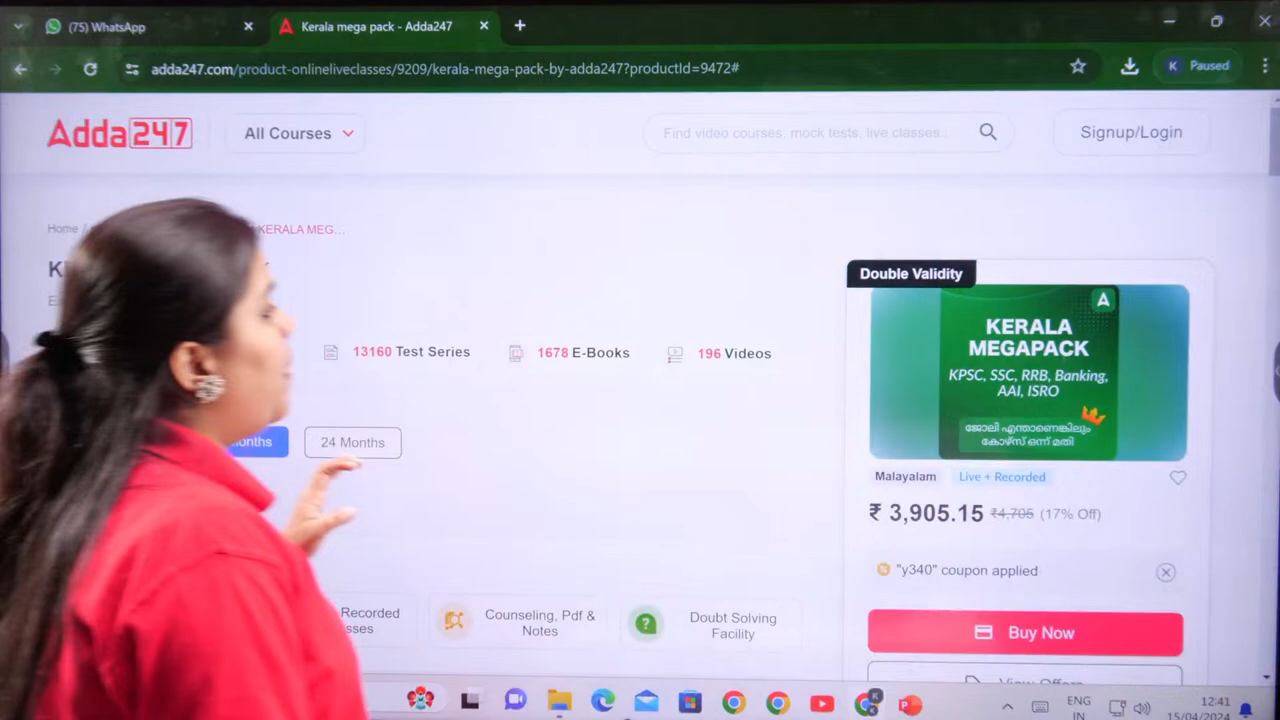 (75) WhatsApp
Kerala mega pack - Adda247
adda247.com/product-onlineliveclasses/9209/kerala-mega-pack-by-adda247?productId=9472#
K Paused
Adda247
All Courses
Find video courses, mock tests, live classes..
Signup/Login
Home /
KERALA MEG...
Double Validity
A
KERALA
MEGAPACK
KPSC, SSC, RRB, Banking,
AAI, ISRO
ജോലി എന്താണെങ്കിലും
കോഴ്സ് ഒന്ന് മതി
13160 Test Series
1678 E-Books
196 Videos
24 Months
Malayalam
Live + Recorded
₹ 3,905.15 ₹4,705 (17% Off)
"y340" coupon applied
Buy Now
Recorded
Counseling, Pdf &
Notes
Doubt Solving
Facility
View Offers
ENG
IN
12:41
15/04/2024